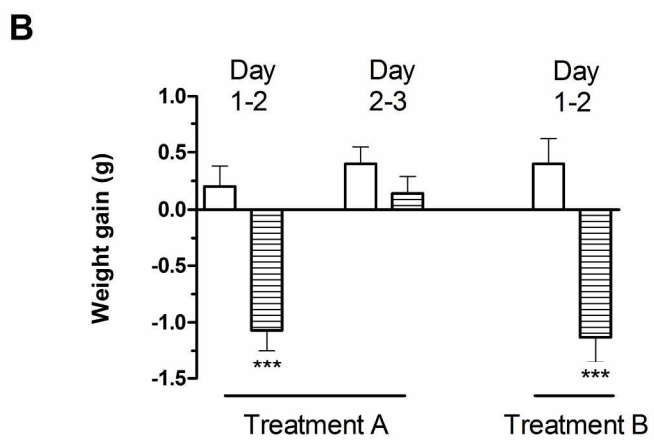 B
Day
1-2
Day
2-3
Day
1-2
Weight gain (g)
1.0
0.5
0.0
-0.5
-1.0
-1.5
***
***
Treatment A
Treatment B